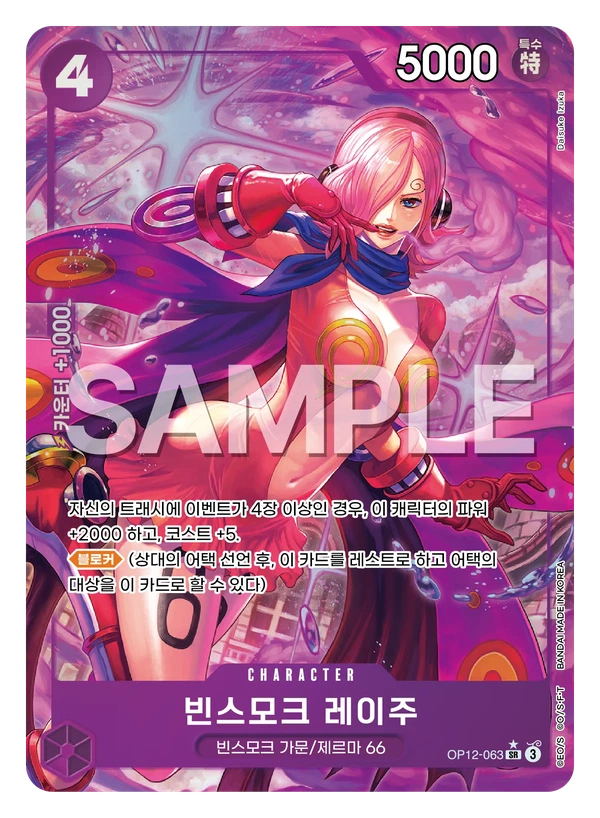 4
5000
특수
特
Daisuke Izuka
카운터 +1000
SAMPLE
자신의 트래시에 이벤트가 4장 이상인 경우, 이 캐릭터의 파워
+2000 하고, 코스트 +5.
블로커 (상대의 어택 선언 후, 이 카드를 레스트로 하고 어택의
대상을 이 카드로 할 수 있다)
CHARACTER
빈스모크 레이주
빈스모크 가문/제르마 66
OP12-063 SR 3
©E.O/S ©O/S·F·T BANDAI MADE IN KOREA